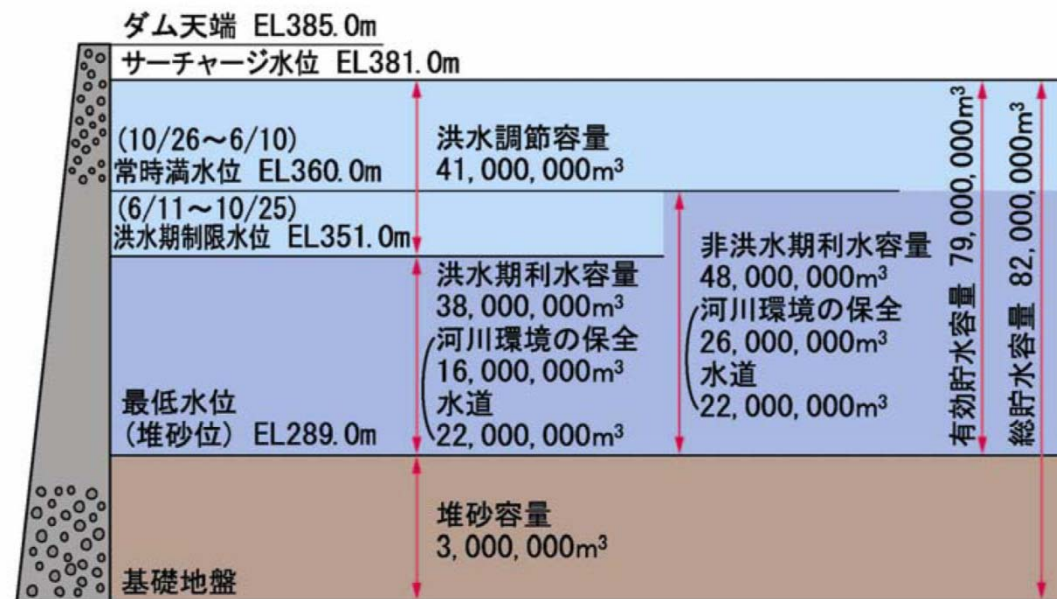 ダム天端 EL385.0m
サーチャージ水位 EL381.0m
(10/26～6/10)
常時満水位 EL360.0m
(6/11～10/25)
洪水期制限水位 EL351.0m
最低水位
(堆砂位) EL289.0m
基礎地盤
洪水調節容量
41,000,000m³
洪水期利水容量
38,000,000m³
河川環境の保全
16,000,000m³
水道
22,000,000m³
堆砂容量
3,000,000m³
非洪水期利水容量
48,000,000m³
河川環境の保全
26,000,000m³
水道
22,000,000m³
有効貯水容量 79,000,000m³
総貯水容量 82,000,000m³